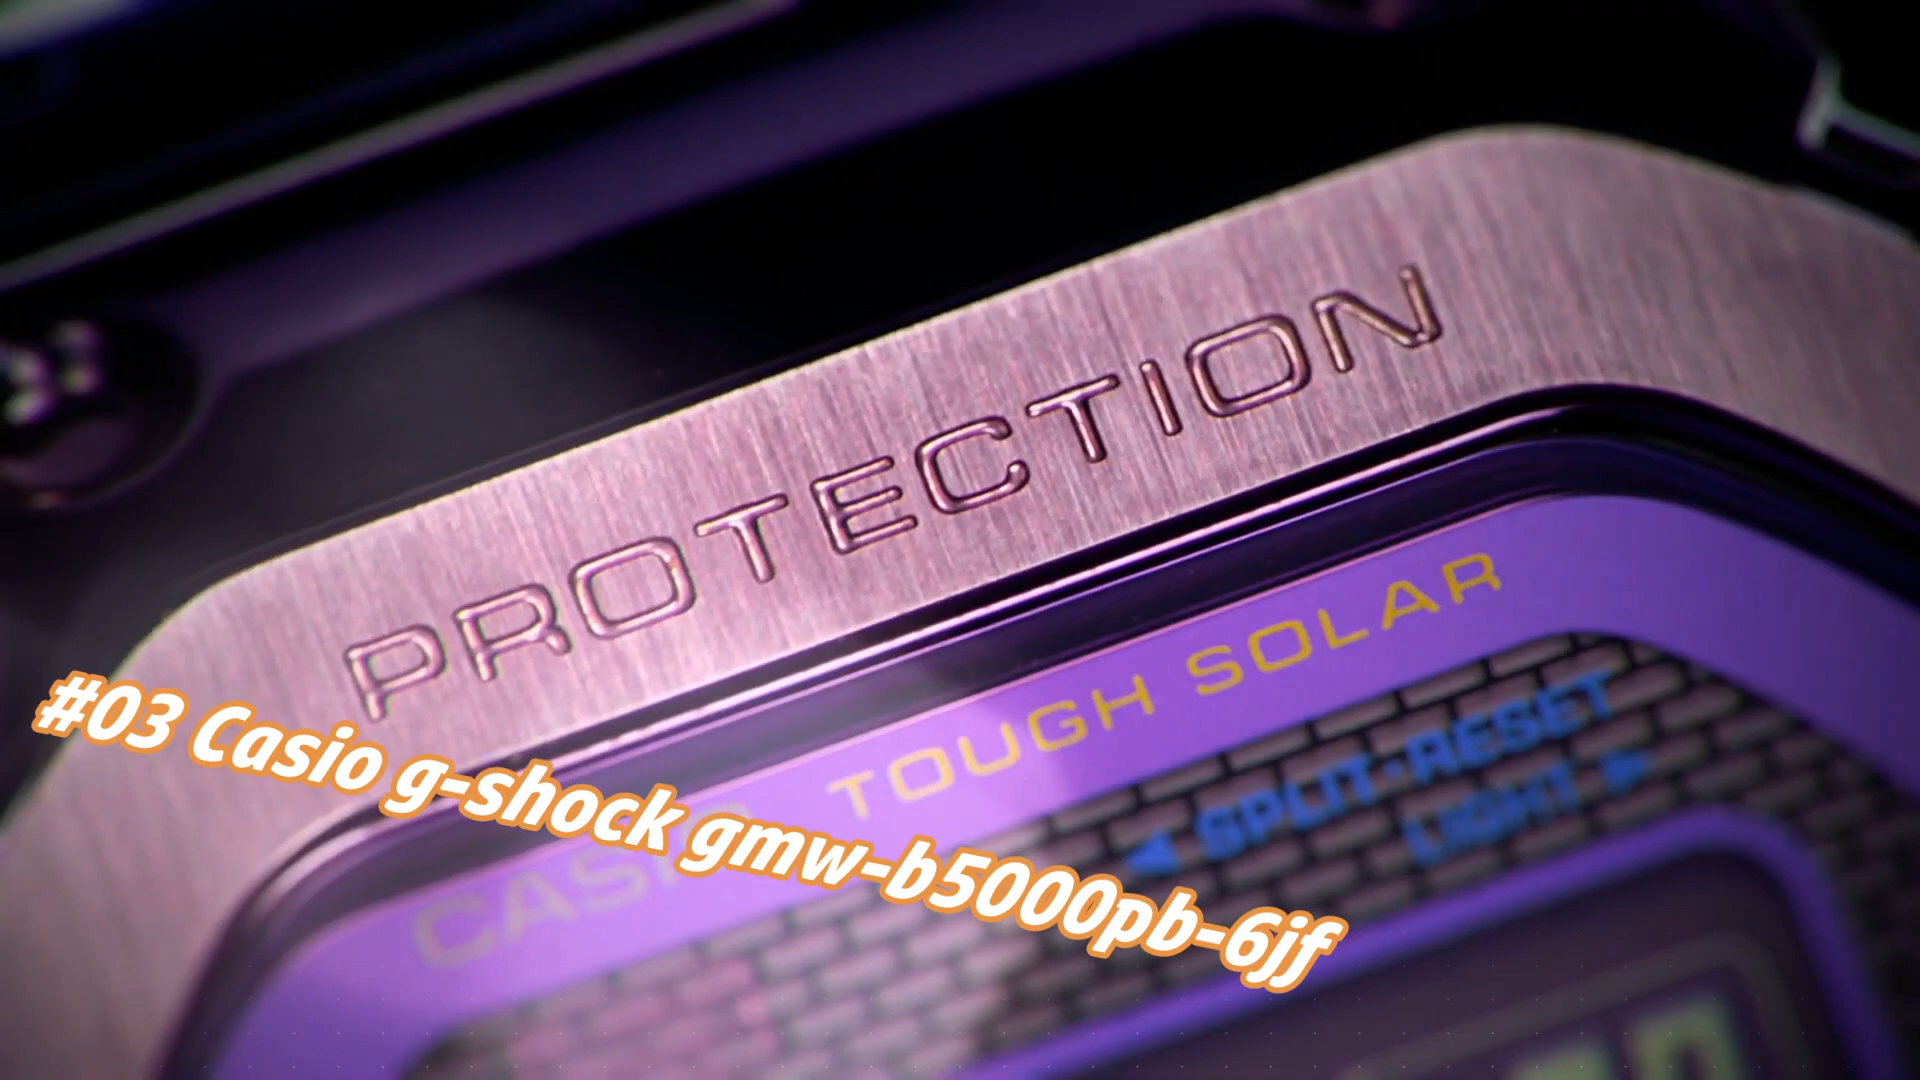 PROTECTION
TOUGH SOLAR
CASIO
◀ SPLIT·RESET
LIGHT ▶
#03 Casio g-shock gmw-b5000pb-6jf